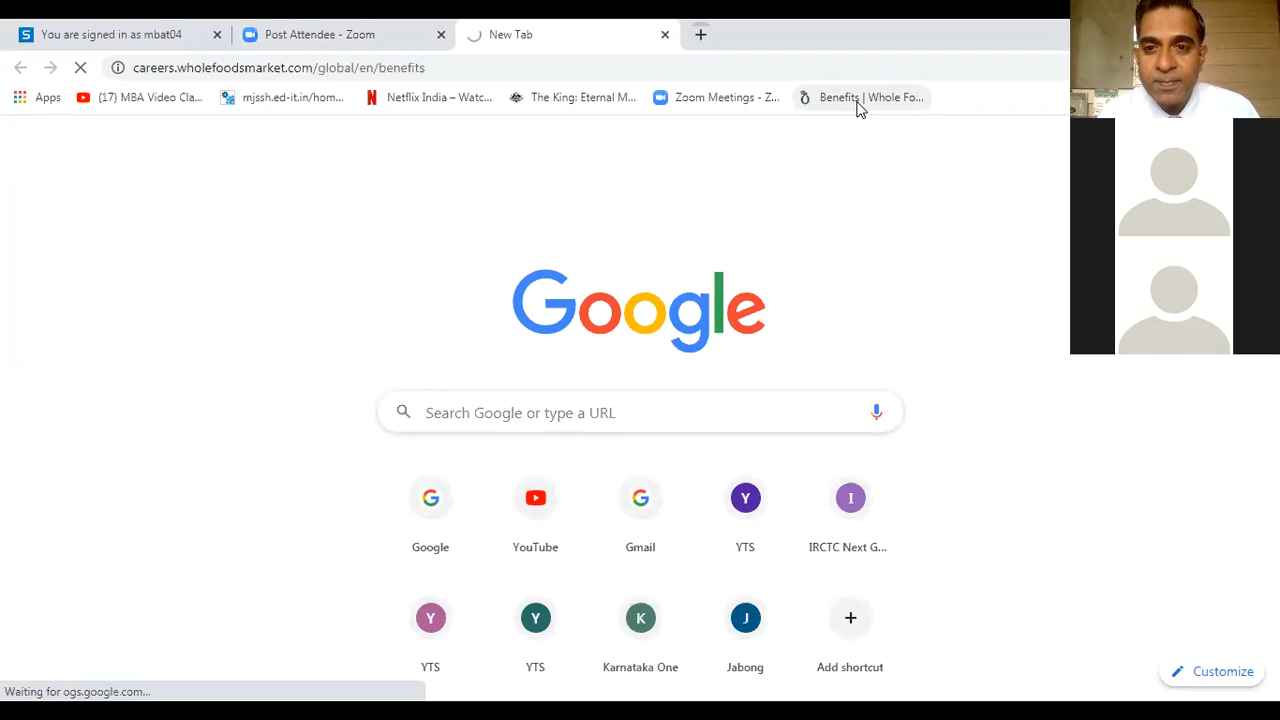 You are signed in as mbat04
Post Attendee - Zoom
New Tab
careers.wholefoodsmarket.com/global/en/benefits
Apps
(17) MBA Video Cla...
mjssh.ed-it.in/hom...
Netflix India – Watc...
The King: Eternal M...
Zoom Meetings - Z...
Benefits | Whole Fo...
Google
Search Google or type a URL
Google
YouTube
Gmail
Y
YTS
I
IRCTC Next G...
Y
YTS
Y
YTS
K
Karnataka One
J
Jabong
Add shortcut
Customize
Waiting for ogs.google.com...